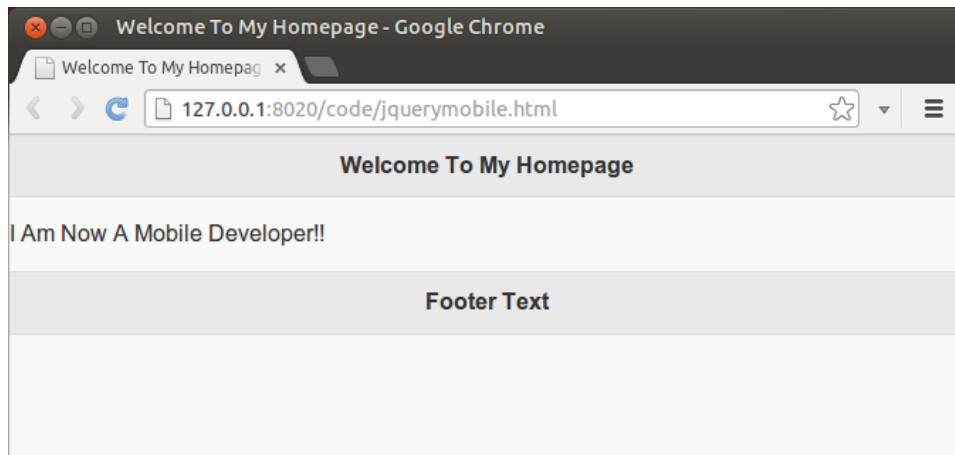 Welcome To My Homepage - Google Chrome
Welcome To My Homepag
127.0.0.1:8020/code/jquerymobile.html
Welcome To My Homepage
I Am Now A Mobile Developer!!
Footer Text